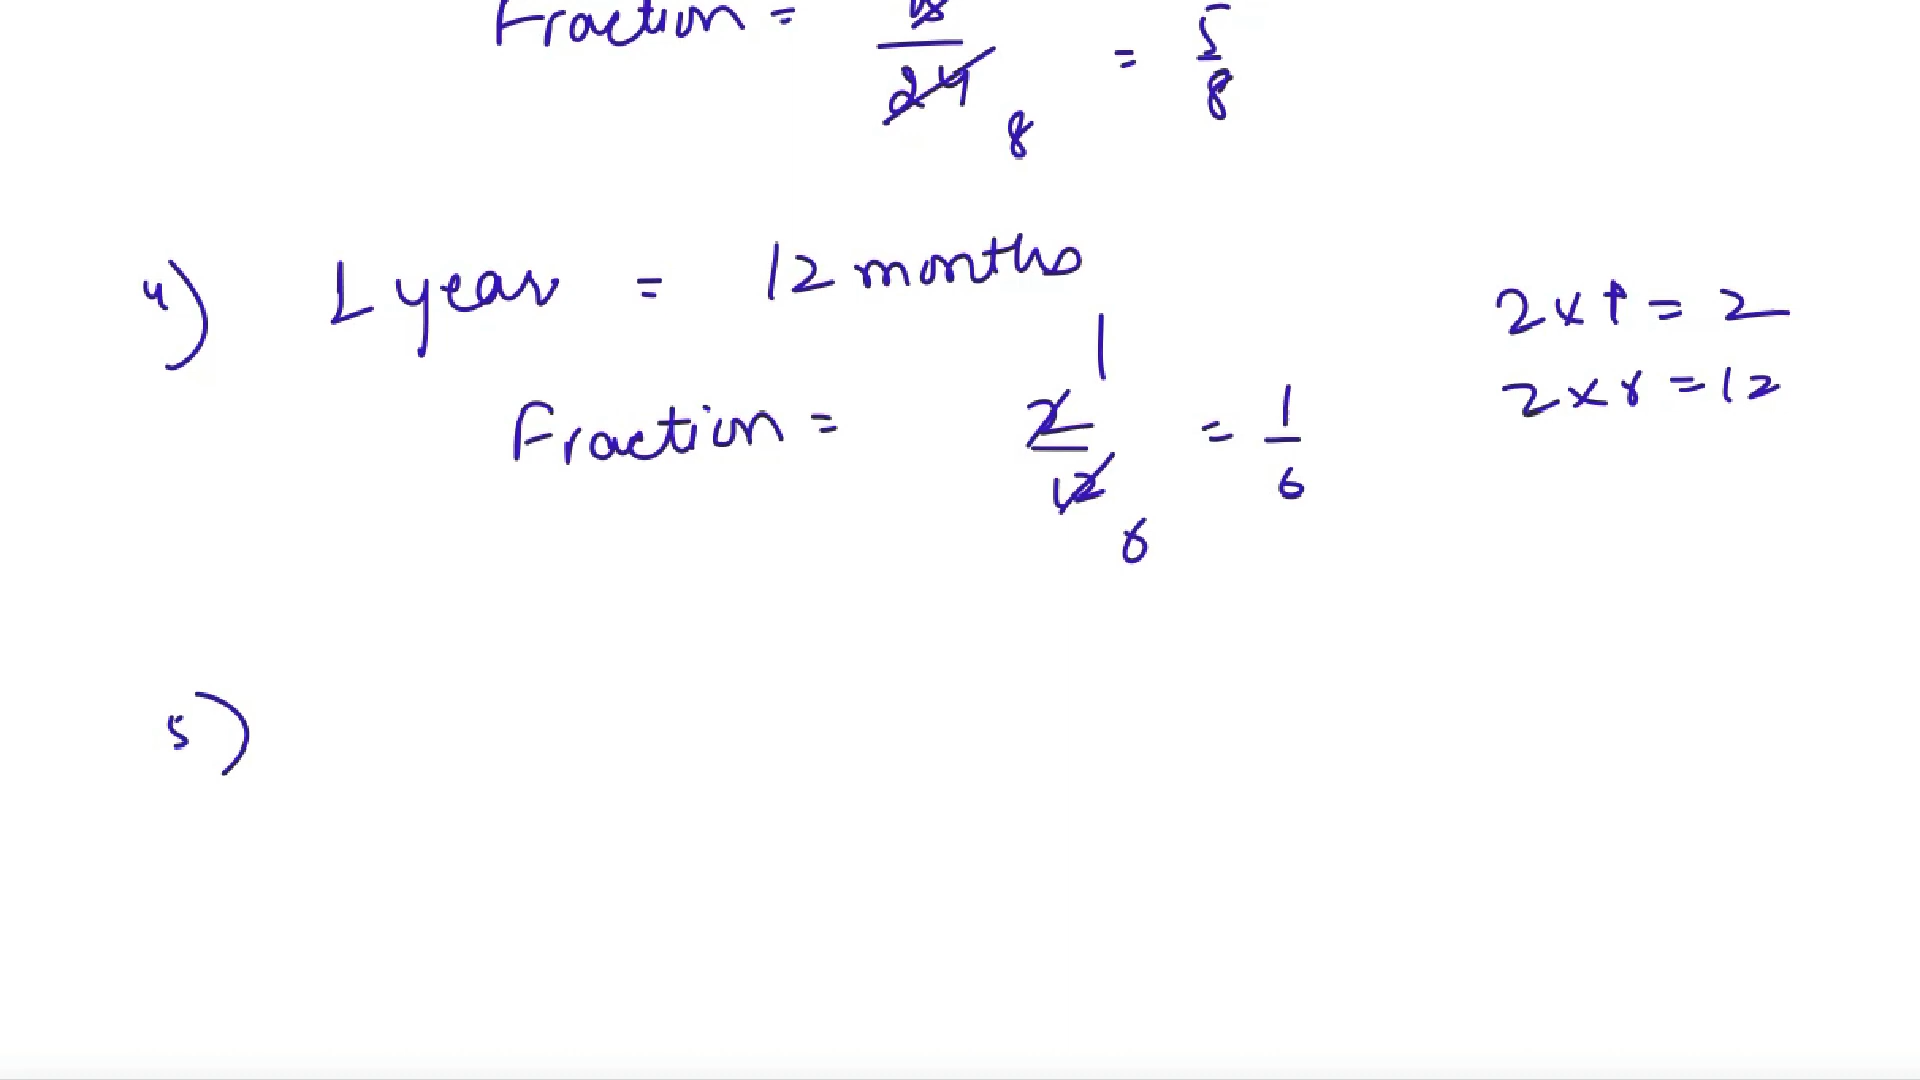 Fraction = 15/24 8 = 5/8
4) 1 year = 12 months
Fraction = 2/12 1 6 = 1/6
2 x 1 = 2
2 x 6 = 12
5)